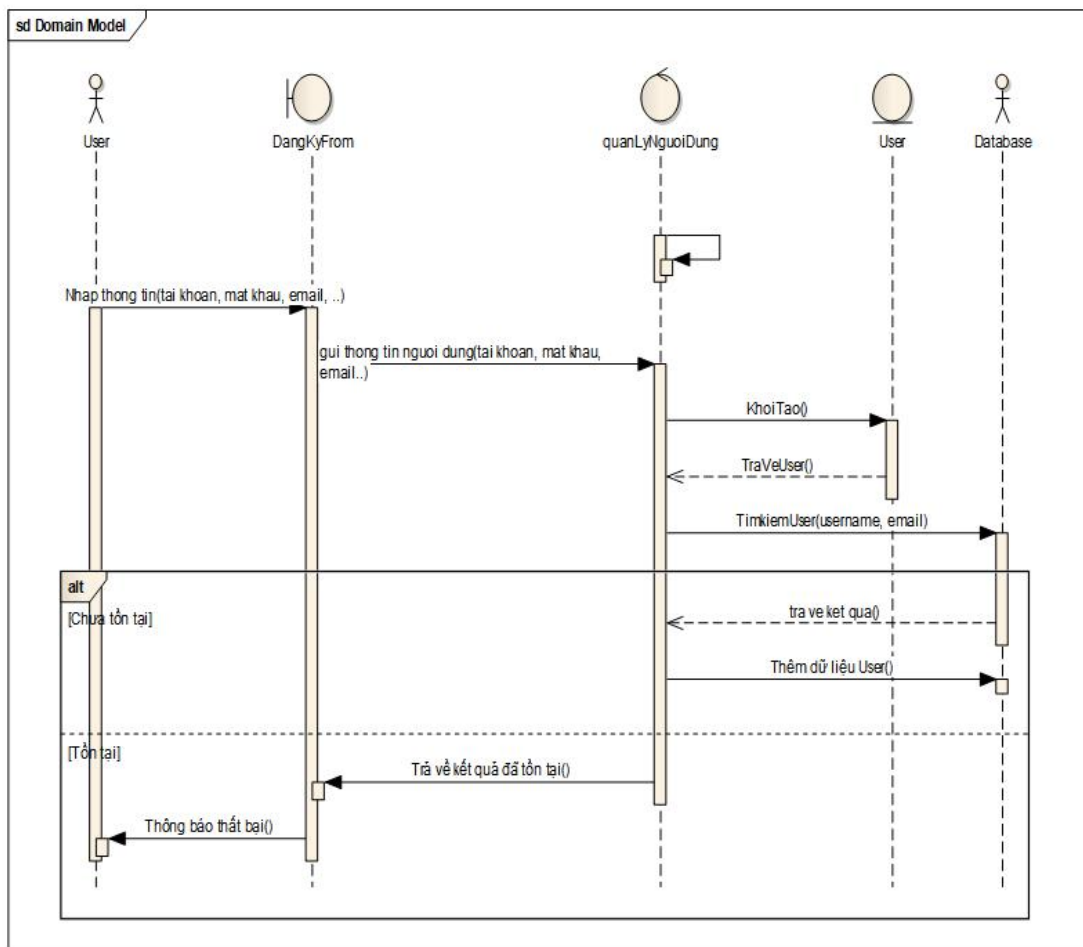 sd Domain Model
User
DangKyFrom
quanLyNguoiDung
User
Database
Nhap thong tin(tai khoan, mat khau, email, ..)
gui thong tin nguoi dung(tai khoan, mat khau,
email..)
KhoiTao()
TraVeUser()
TimkiemUser(username, email)
alt
[Chưa tồn tại]
tra ve ket qua()
Thêm dữ liệu User()
[Tồn tại]
Trả về kết quả đã tồn tại()
Thông báo thất bại()